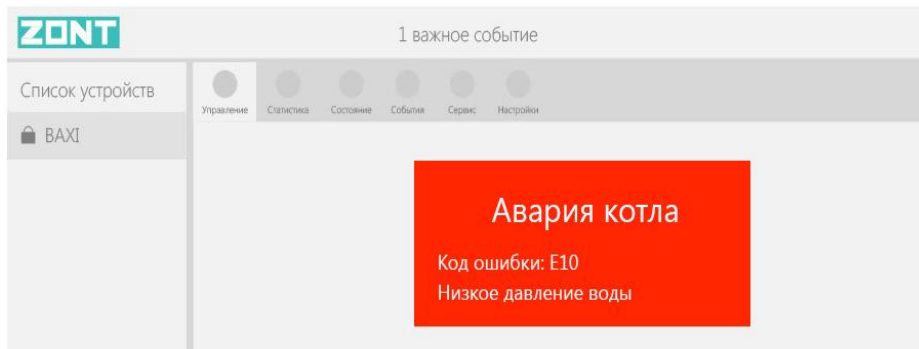 ZONT
1 важное событие
Список устройств
BAXI
Управление Статистика Состояние События Сервис Настройки
Авария котла
Код ошибки: E10
Низкое давление воды